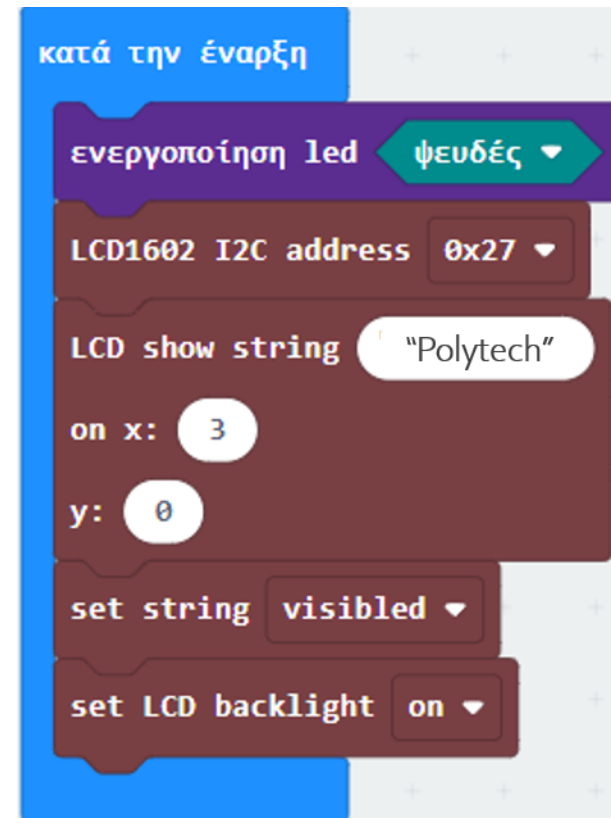 κατά την έναρξη
ενεργοποίηση led ψευδές
LCD1602 I2C address 0x27
LCD show string “Polytech”
on x: 3
y: 0
set string visibled
set LCD backlight on